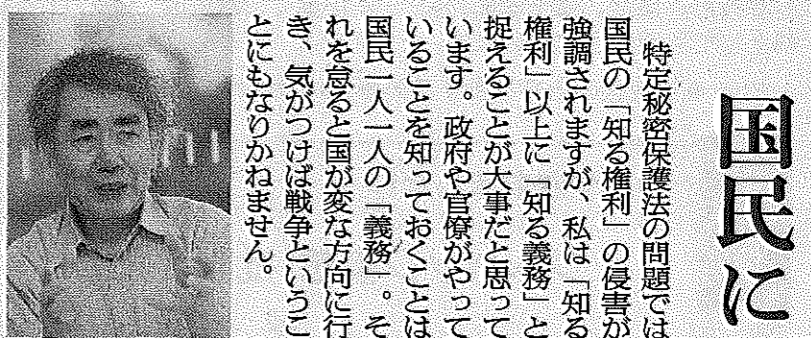 国民に
特定秘密保護法の問題では
国民の「知る権利」の侵害が
強調されますが、私は「知る
権利」以上に「知る義務」と
捉えることが大事だと思って
います。政府や官僚がやって
いることを知っておくことは
国民一人一人の「義務」。そ
れを怠ると国が変な方向に行
き、気がつけば戦争というこ
とにもなりかねません。